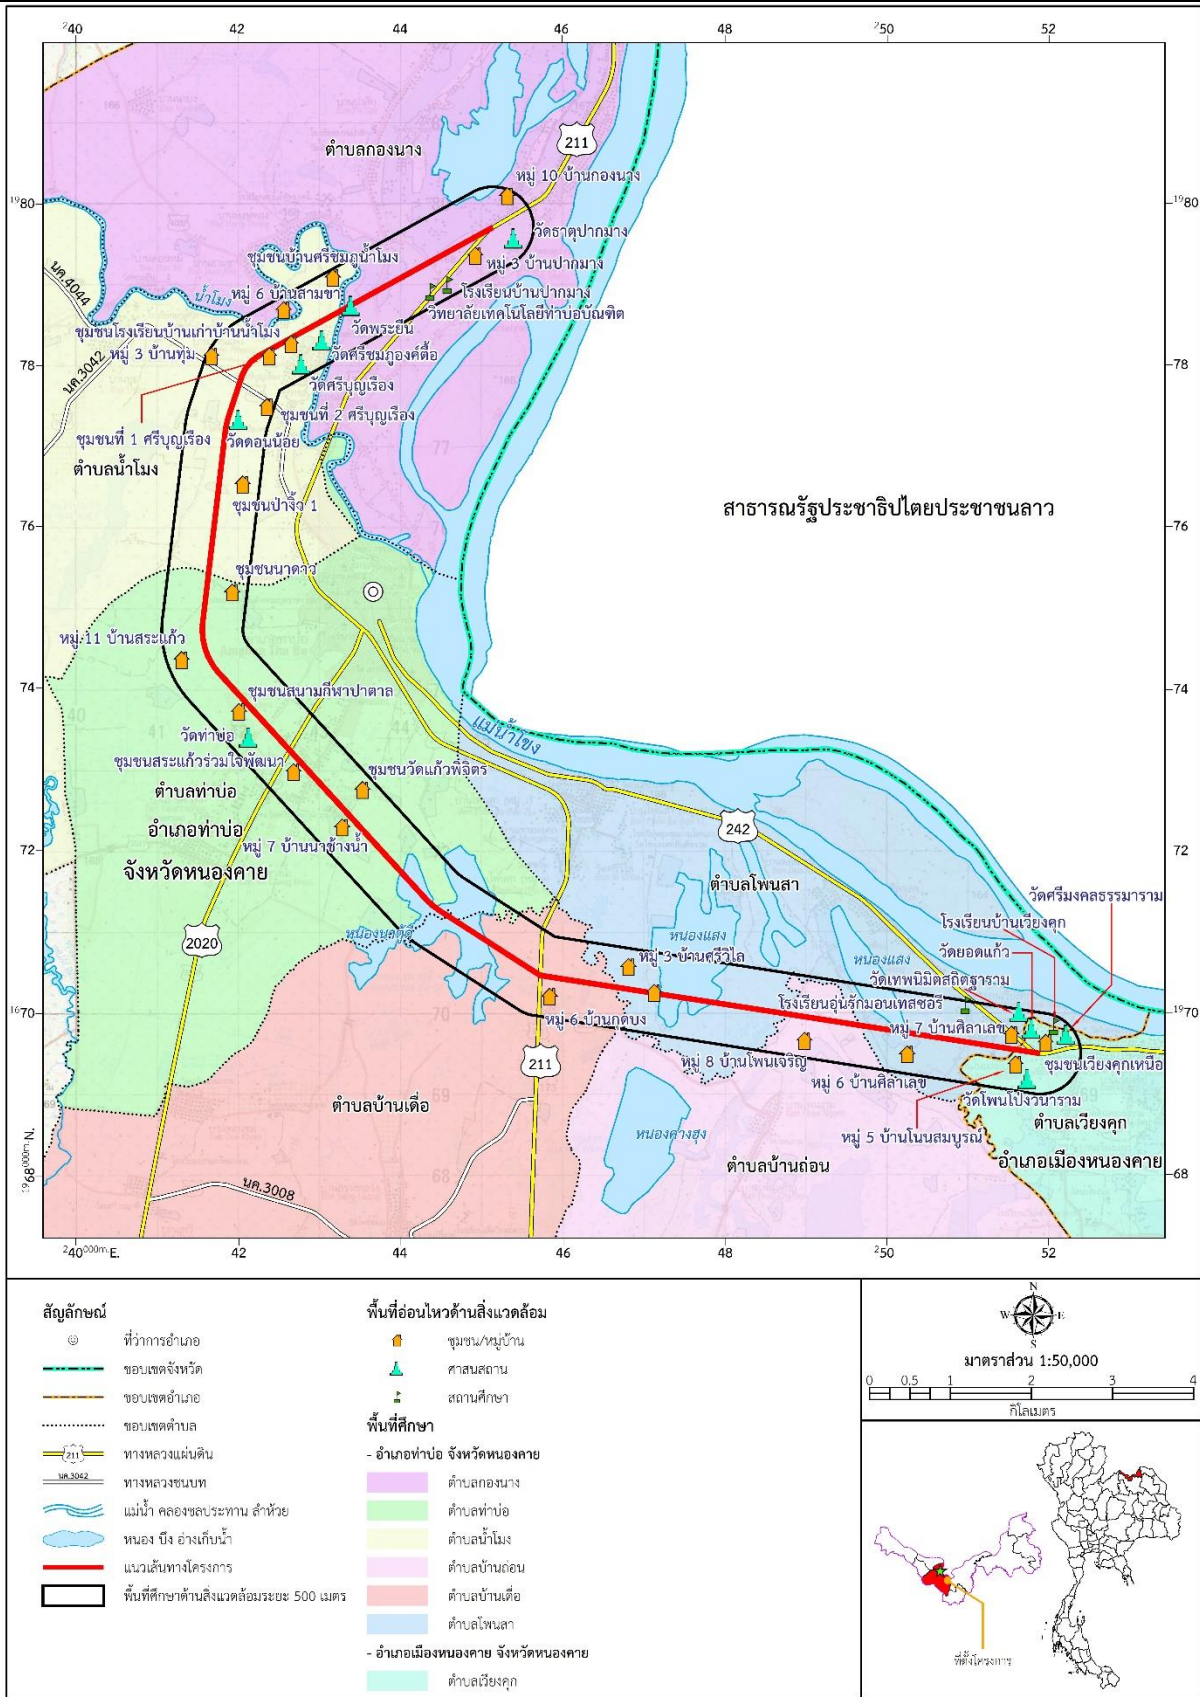 ²40 42 44 46 48 ²50 52
ตำบลกองนาง
211
หมู่ 10 บ้านกองนาง
¹⁹80 ¹⁹80
วัดธาตุปากมาง
ชุมชนบ้านศรีชมภูน้ำโมง
หมู่ 3 บ้านปากมาง
นค.4044
น้ำโมง
หมู่ 6 บ้านสามขา
โรงเรียนบ้านปากมาง
วิทยาลัยเทคโนโลยีท่าบ่อบัณฑิต
ชุมชนโรงเรียนบ้านเก่าบ้านน้ำโมง
วัดพระยืน
หมู่ 3 บ้านทุ่ม
วัดศรีชมภูองค์ตื้อ
78 78
นค.3042
วัดศรีบุญเรือง
ชุมชนที่ 2 ศรีบุญเรือง
ชุมชนที่ 1 ศรีบุญเรือง
วัดดอนน้อย
ตำบลน้ำโมง
ชุมชนป่างิ้ว 1
สาธารณรัฐประชาธิปไตยประชาชนลาว
76 76
ชุมชนนาดาว
หมู่ 11 บ้านสระแก้ว
74 74
ชุมชนสนามกีฬาปาตาล
แม่น้ำโขง
วัดท่าบ่อ
ชุมชนสระแก้วร่วมใจพัฒนา
ชุมชนวัดแก้วพิจิตร
ตำบลท่าบ่อ
อำเภอท่าบ่อ
242
หมู่ 7 บ้านนาช้างน้ำ
72 72
จังหวัดหนองคาย
ตำบลโพนสา
วัดศรีมงคลธรรมาราม
โรงเรียนบ้านเวียงคุก
2020
หนองนาตูดี
หนองแสง
หมู่ 3 บ้านศรีวิไล
หนองแสง
วัดยอดแก้ว
วัดเทพนิมิตสถิตฐาราม
โรงเรียนอุ่นรักมอนเทสซอรี
¹⁹70 ¹⁹70
หมู่ 6 บ้านกุดบง
หมู่ 7 บ้านศิลาเลข
211
หมู่ 8 บ้านโพนเจริญ
ชุมชนเวียงคุกเหนือ
หมู่ 6 บ้านศิลาเลข
วัดโพนโป่งวนาราม
ตำบลบ้านเดื่อ
ตำบลเวียงคุก
หนองคางฮุง
หมู่ 5 บ้านโนนสมบูรณ์
ตำบลบ้านถ่อน
อำเภอเมืองหนองคาย
¹⁹68⁰⁰⁰ᵐ·N. 68
นค.3008
²40⁰⁰⁰ᵐ·E. 42 44 46 48 ²50 52
สัญลักษณ์
ที่ว่าการอำเภอ
ขอบเขตจังหวัด
ขอบเขตอำเภอ
ขอบเขตตำบล
211 ทางหลวงแผ่นดิน
นค.3042 ทางหลวงชนบท
แม่น้ำ คลองชลประทาน ลำห้วย
หนอง บึง อ่างเก็บน้ำ
แนวเส้นทางโครงการ
พื้นที่ศึกษาด้านสิ่งแวดล้อมระยะ 500 เมตร
พื้นที่อ่อนไหวด้านสิ่งแวดล้อม
ชุมชน/หมู่บ้าน
ศาสนสถาน
สถานศึกษา
พื้นที่ศึกษา
- อำเภอท่าบ่อ จังหวัดหนองคาย
ตำบลกองนาง
ตำบลท่าบ่อ
ตำบลน้ำโมง
ตำบลบ้านถ่อน
ตำบลบ้านเดื่อ
ตำบลโพนสา
- อำเภอเมืองหนองคาย จังหวัดหนองคาย
ตำบลเวียงคุก
N
W E
S
มาตราส่วน 1:50,000
0 0.5 1 2 3 4
กิโลเมตร
ที่ตั้งโครงการ